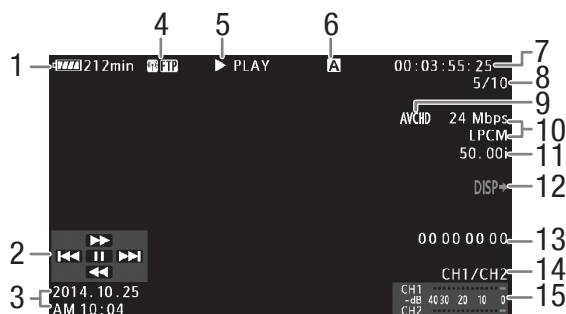 4 5 6
1 212min FTP PLAY A 00:03:55:25 7
5/10 8
9
AVCHD 24 Mbps 10
LPCM
50.00i 11
DISP 12
2
00 00 00 00 13
CH1/CH2 14
3 2014.10.25
AM 10:04
CH1
-dB 40 30 20 10 0 15
CH2